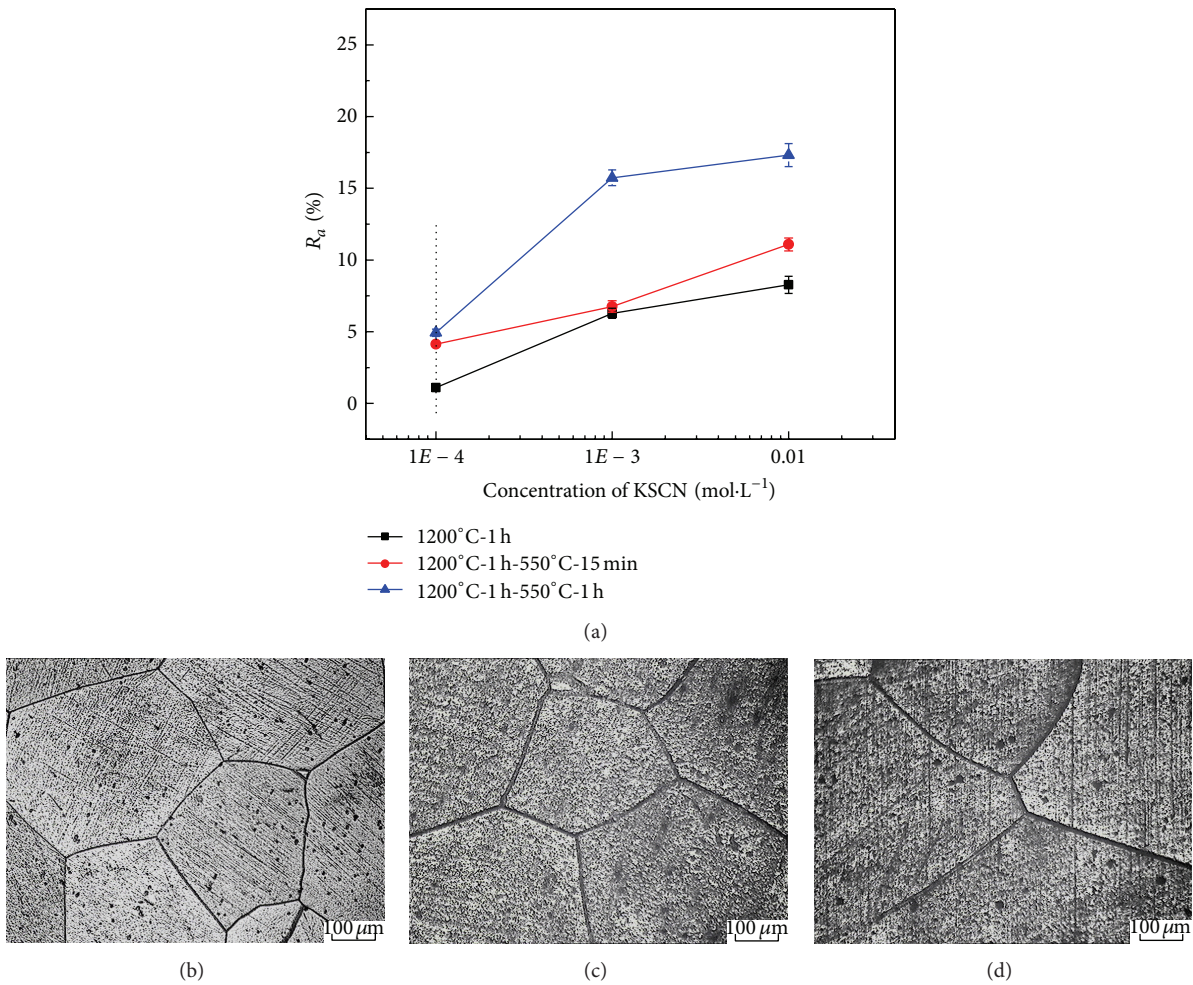 25
20
15
10
5
0
R_a (%)
1E − 4
1E − 3
0.01
Concentration of KSCN (mol·L⁻¹)
1200°C-1 h
1200°C-1 h-550°C-15 min
1200°C-1 h-550°C-1 h
(a)
100 μm
100 μm
100 μm
(b)
(c)
(d)